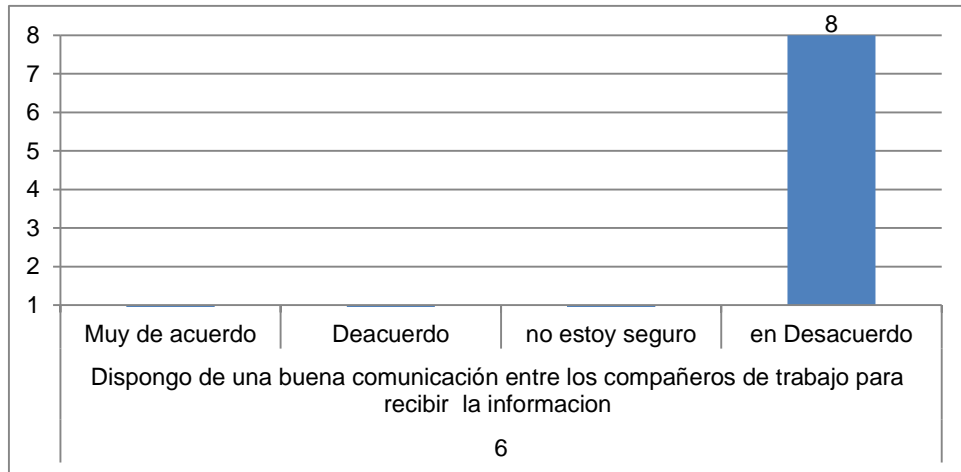 8
8
7
6
5
4
3
2
1
Muy de acuerdo
Deacuerdo
no estoy seguro
en Desacuerdo
Dispongo de una buena comunicación entre los compañeros de trabajo para
recibir  la informacion
6